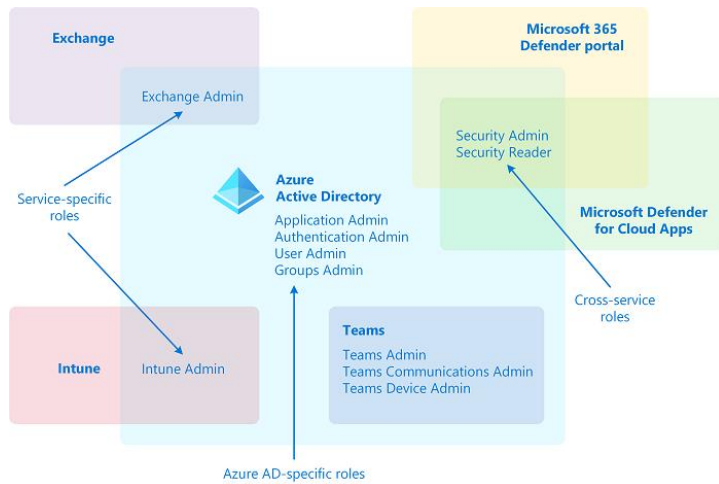 Exchange
Exchange Admin
Microsoft 365
Defender portal
Security Admin
Security Reader
Service-specific
roles
Azure
Active Directory
Application Admin
Authentication Admin
User Admin
Groups Admin
Microsoft Defender
for Cloud Apps
Cross-service
roles
Intune
Intune Admin
Teams
Teams Admin
Teams Communications Admin
Teams Device Admin
Azure AD-specific roles